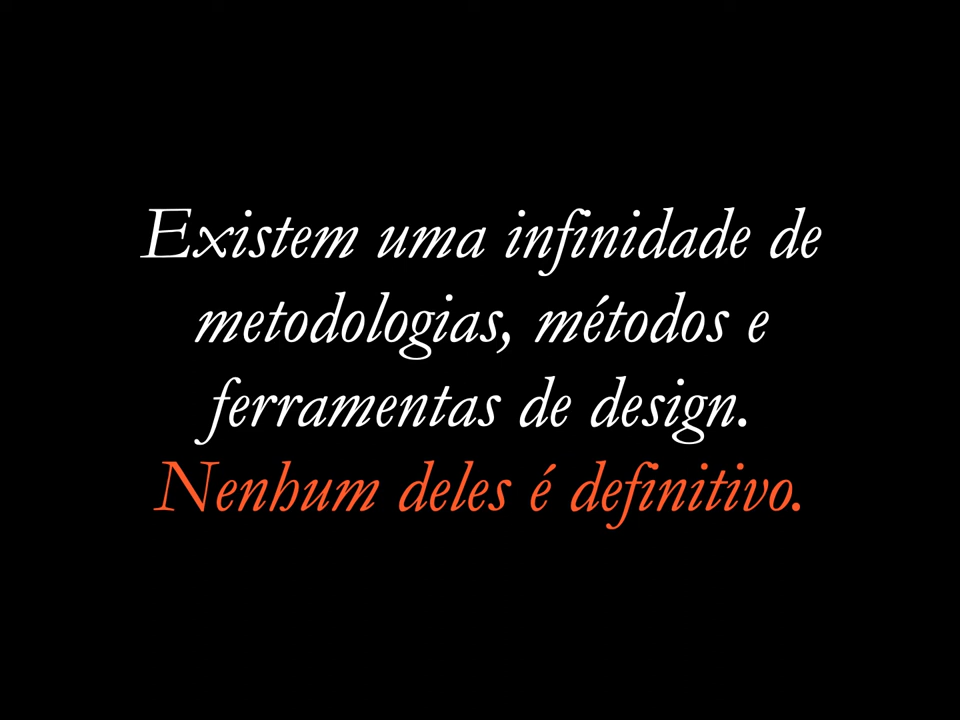 Existem uma infinidade de
metodologias, métodos e
ferramentas de design.
Nenhum deles é definitivo.